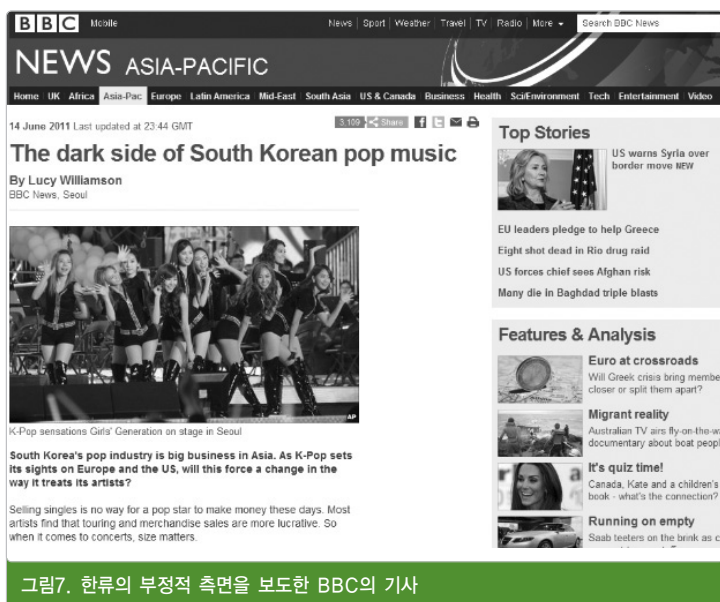 BBC Mobile News Sport Weather Travel TV Radio More Search BBC News
NEWS ASIA-PACIFIC
Home UK Africa Asia-Pac Europe Latin America Mid-East South Asia US & Canada Business Health Sci/Environment Tech Entertainment Video
14 June 2011 Last updated at 23:44 GMT
3,109 Share
The dark side of South Korean pop music
By Lucy Williamson
BBC News, Seoul
AP
K-Pop sensations Girls' Generation on stage in Seoul
South Korea's pop industry is big business in Asia. As K-Pop sets
its sights on Europe and the US, will this force a change in the
way it treats its artists?
Selling singles is no way for a pop star to make money these days. Most
artists find that touring and merchandise sales are more lucrative. So
when it comes to concerts, size matters.
Top Stories
US warns Syria over
border move NEW
EU leaders pledge to help Greece
Eight shot dead in Rio drug raid
US forces chief sees Afghan risk
Many die in Baghdad triple blasts
Features & Analysis
Euro at crossroads
Will Greek crisis bring membe
closer or split them apart?
Migrant reality
Australian TV airs fly-on-the-wa
documentary about boat peopl
It's quiz time!
Canada, Kate and a children's
book - what's the connection?
Running on empty
Saab teeters on the brink as c
그림7. 한류의 부정적 측면을 보도한 BBC의 기사